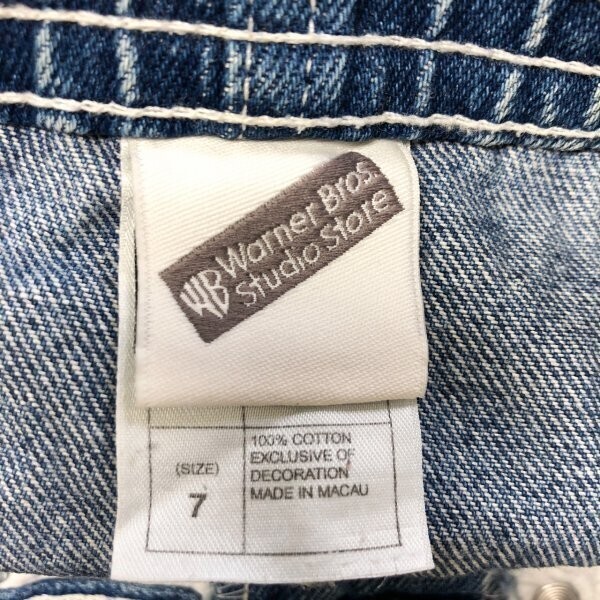 WB Warner Bros.
Studio Store
(SIZE)
7
100% COTTON
EXCLUSIVE OF
DECORATION
MADE IN MACAU